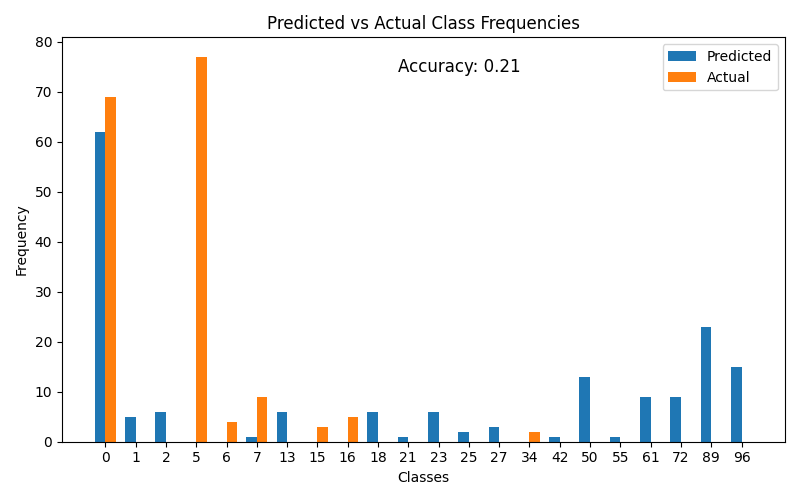 Predicted vs Actual Class Frequencies
Accuracy: 0.21
Predicted
Actual
80
70
60
50
40
30
20
10
0
Frequency
0 1 2 5 6 7 13 15 16 18 21 23 25 27 34 42 50 55 61 72 89 96
Classes